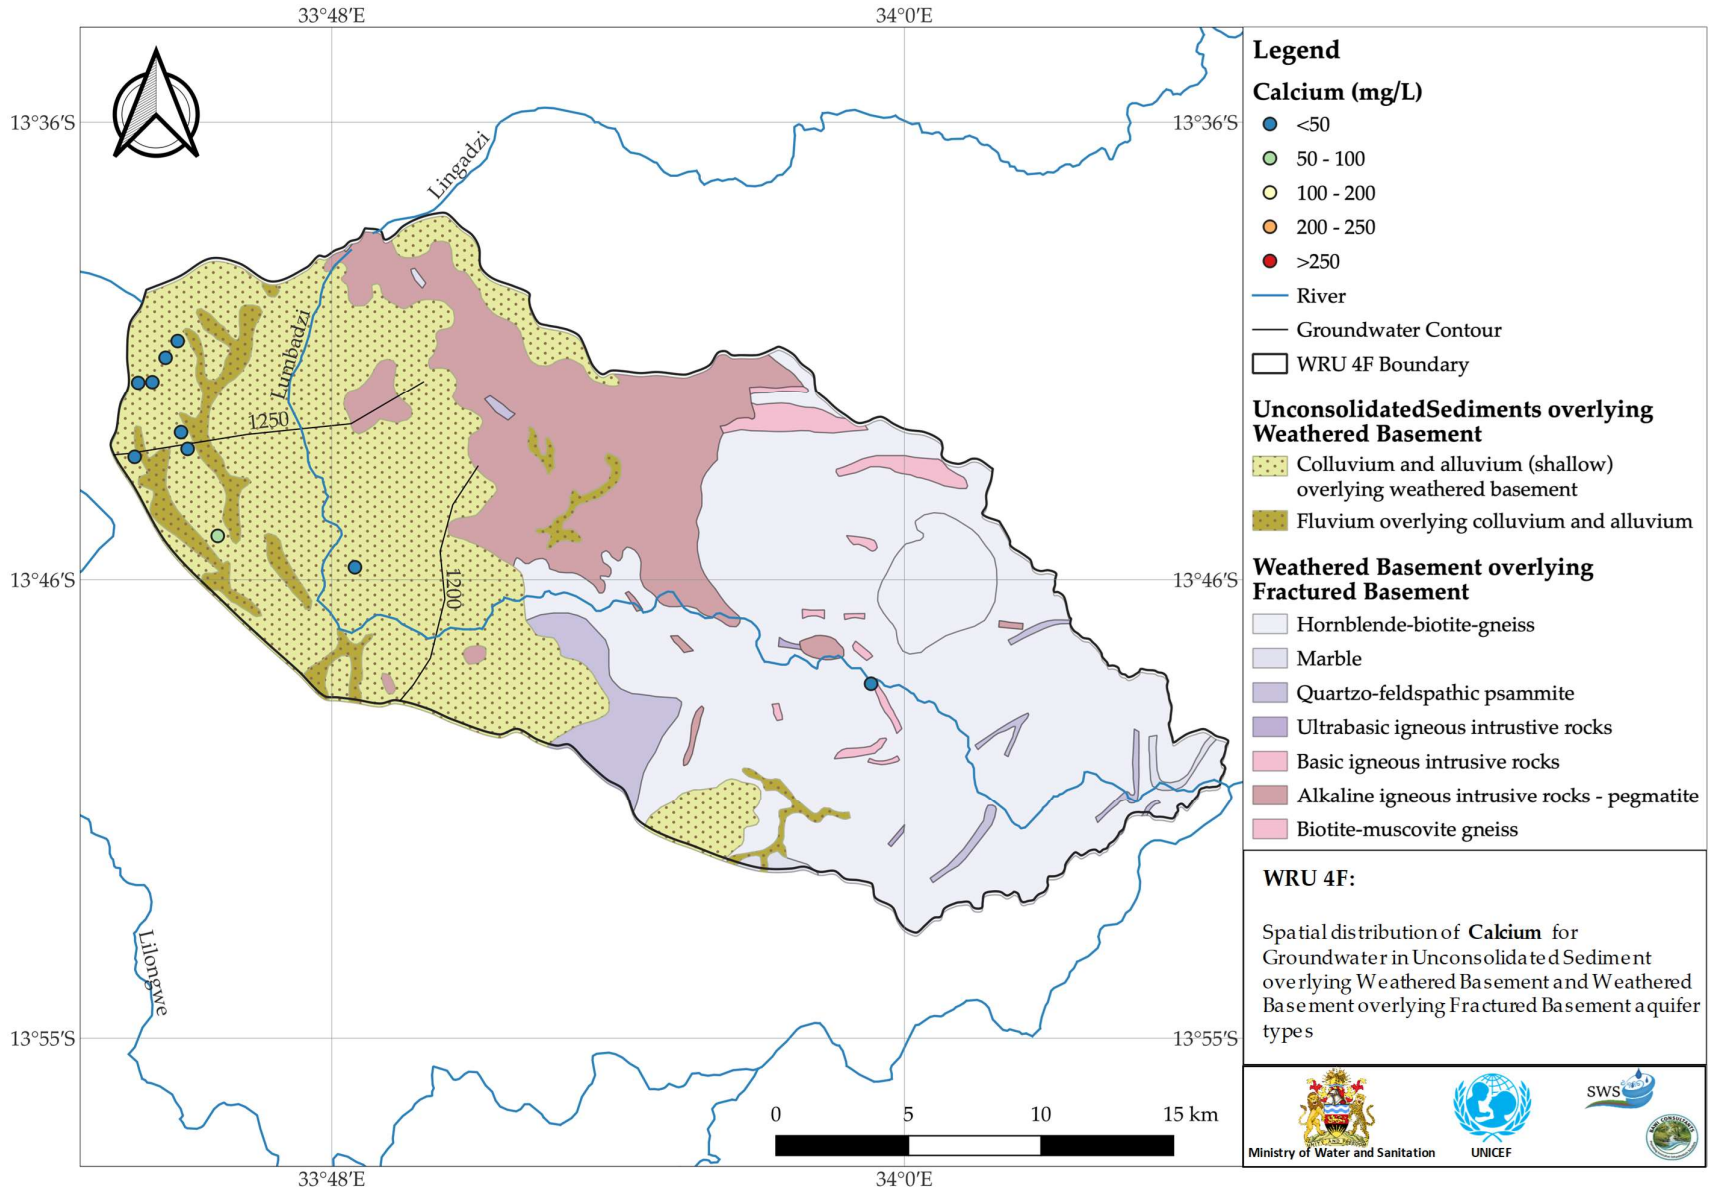 33°48'E
34°0'E
13°36'S
13°36'S
Lingadzi
Lumbadzi
1250
1200
13°46'S
13°46'S
Lilongwe
13°55'S
13°55'S
0 5 10 15 km
33°48'E
34°0'E
Legend
Calcium (mg/L)
<50
50 - 100
100 - 200
200 - 250
>250
River
Groundwater Contour
WRU 4F Boundary
UnconsolidatedSediments overlying
Weathered Basement
Colluvium and alluvium (shallow)
overlying weathered basement
Fluvium overlying colluvium and alluvium
Weathered Basement overlying
Fractured Basement
Hornblende-biotite-gneiss
Marble
Quartzo-feldspathic psammite
Ultrabasic igneous intrustive rocks
Basic igneous intrusive rocks
Alkaline igneous intrusive rocks - pegmatite
Biotite-muscovite gneiss
WRU 4F:
Spatial distribution of Calcium for
Groundwater in Unconsolidated Sediment
overlying Weathered Basement and Weathered
Basement overlying Fractured Basement aquifer
types
Ministry of Water and Sanitation
UNICEF
SWS